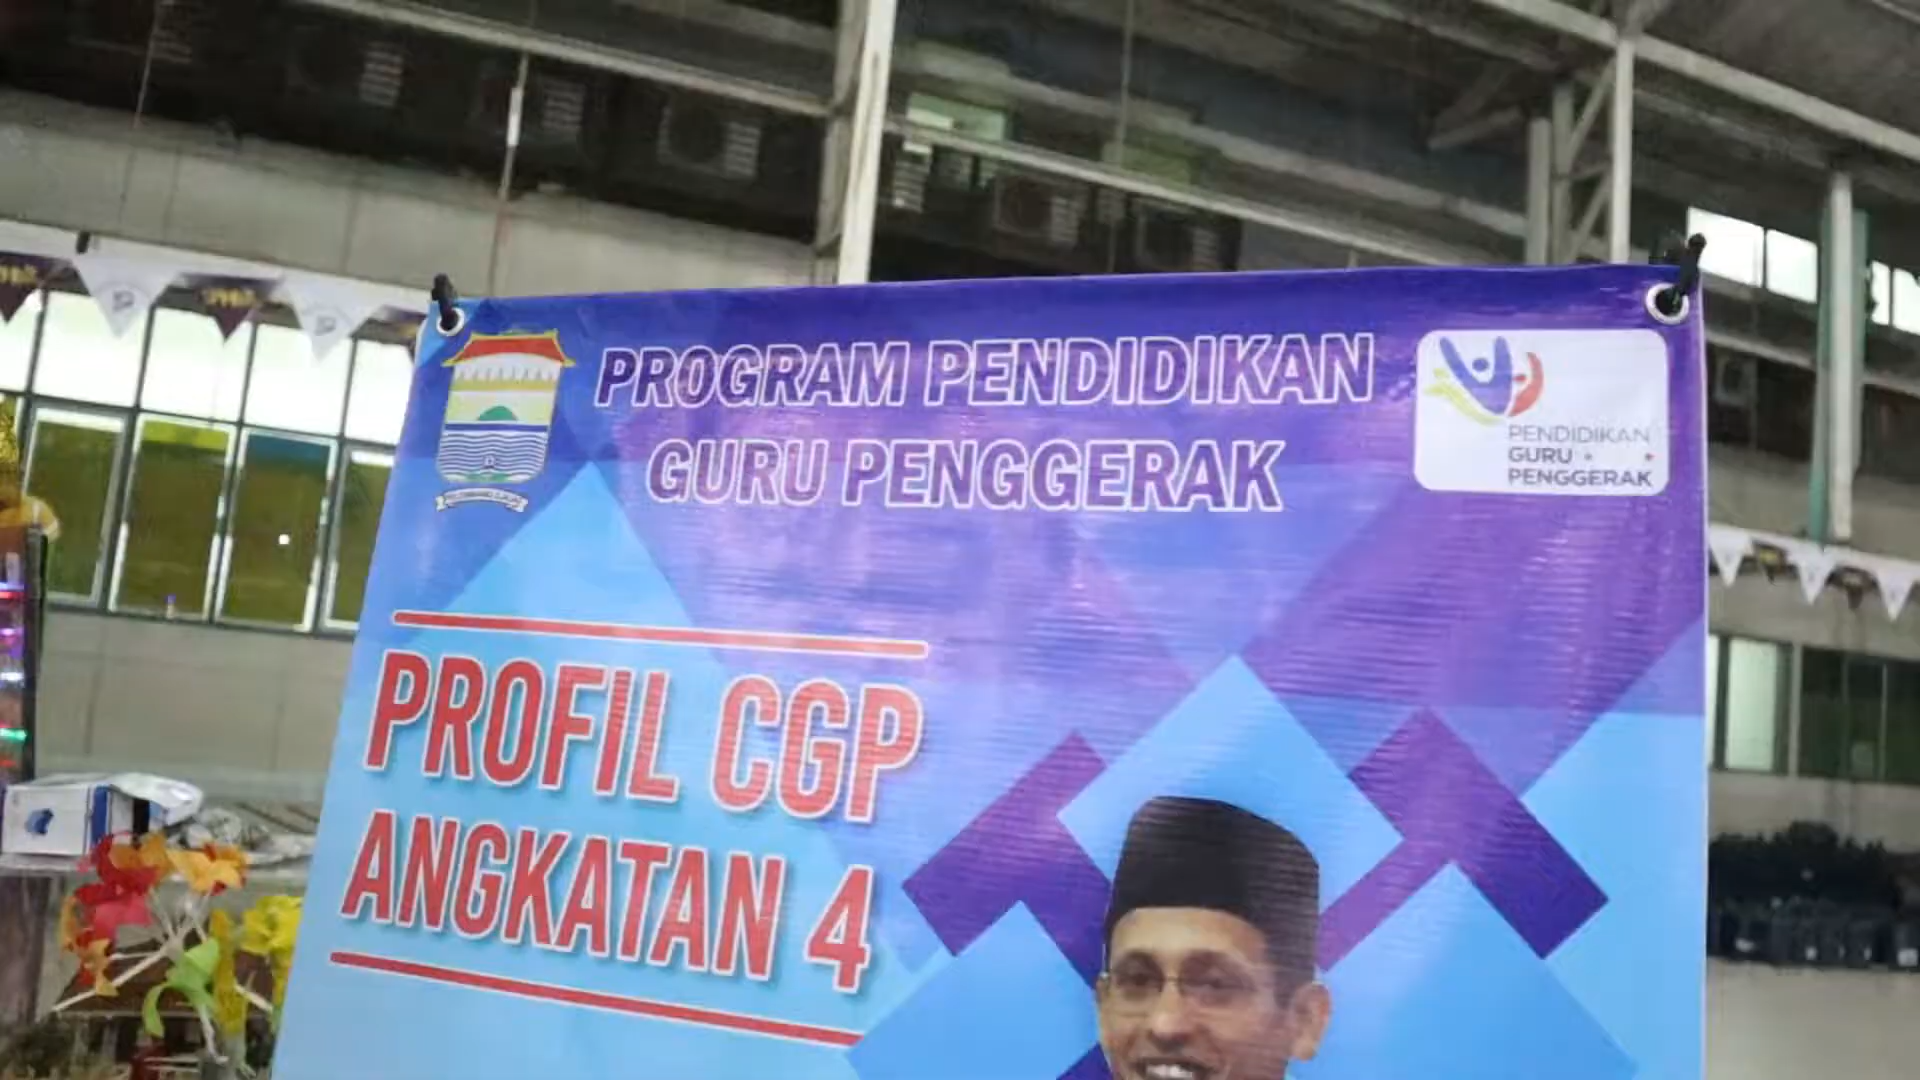 PROGRAM PENDIDIKAN
GURU PENGGERAK
PENDIDIKAN
GURU
PENGGERAK
PROFIL CGP
ANGKATAN 4